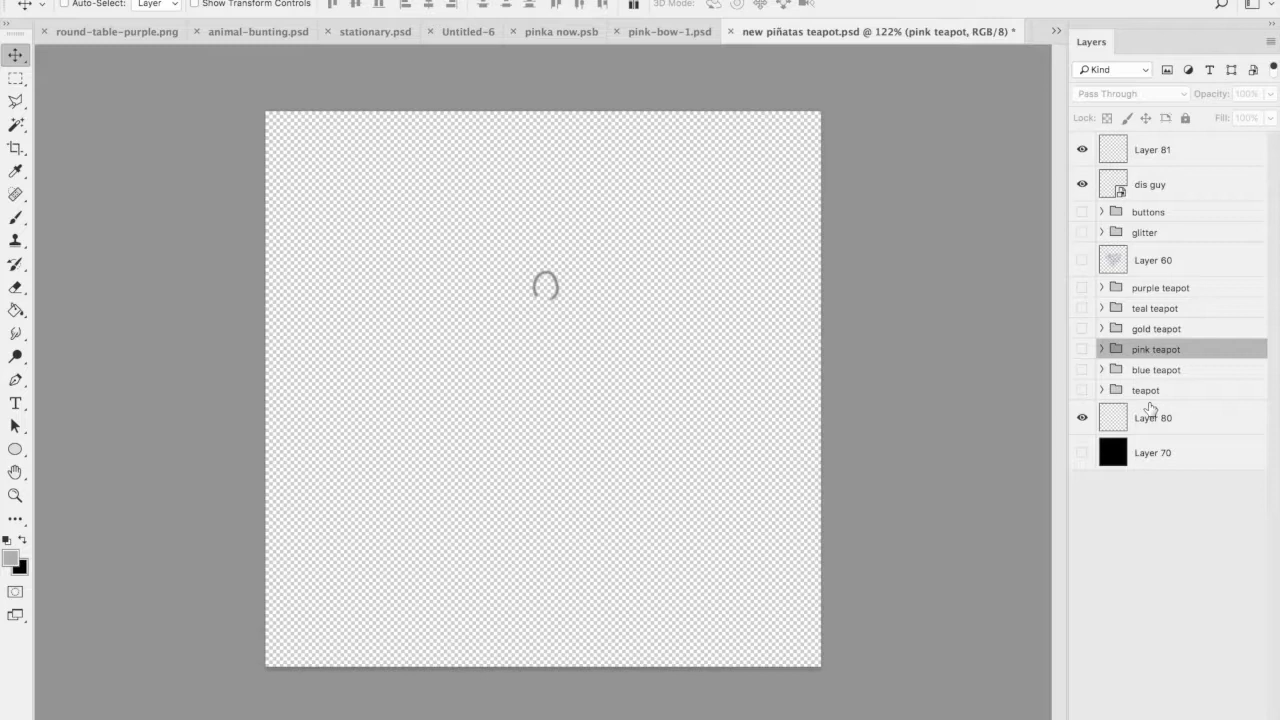 Auto-Select: Layer Show Transform Controls 3D Mode:
round-table-purple.png animal-bunting.psd stationary.psd Untitled-6 pinka now.psb pink-bow-1.psd new piñatas teapot.psd @ 122% (pink teapot, RGB/8) *
Layers
Kind
Pass Through Opacity: 100%
Lock: Fill: 100%
Layer 81
dis guy
buttons
glitter
Layer 60
purple teapot
teal teapot
gold teapot
pink teapot
blue teapot
teapot
Layer 80
Layer 70